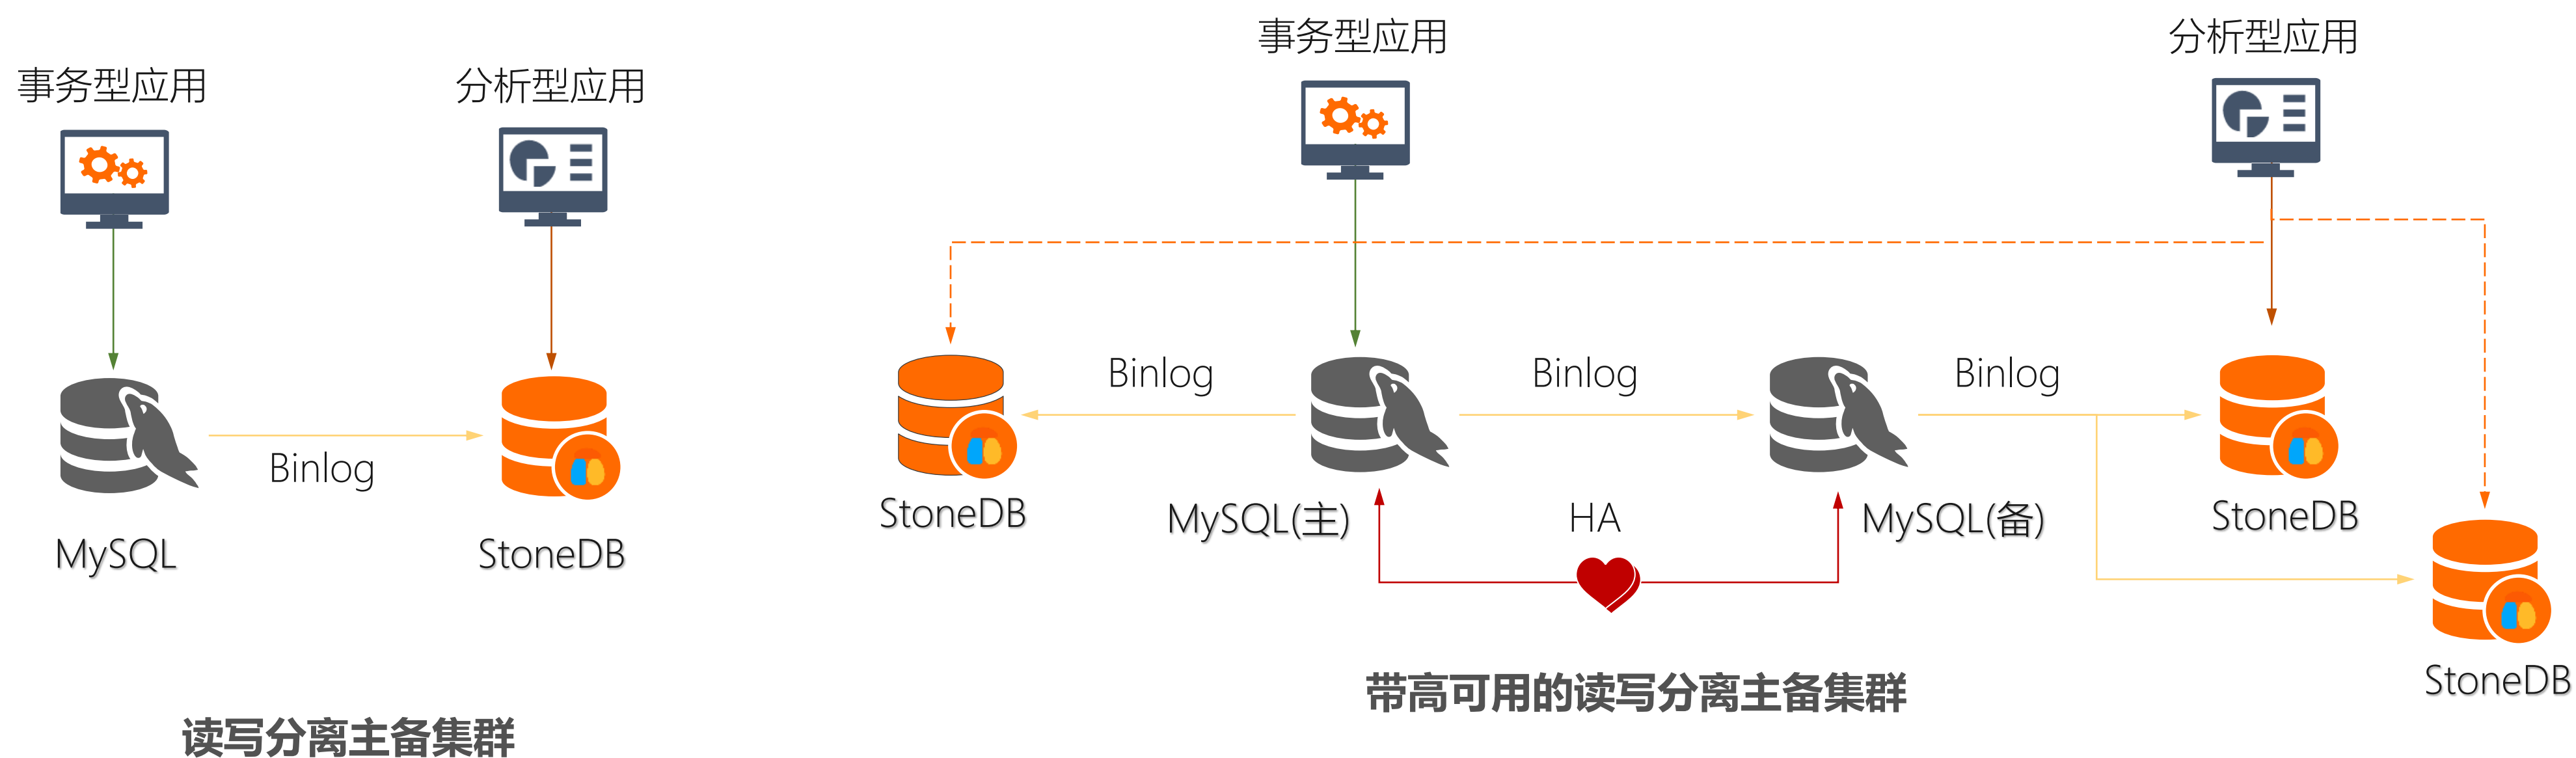 事务型应用
分析型应用
Binlog
MySQL
StoneDB
读写分离主备集群
事务型应用
分析型应用
Binlog
Binlog
Binlog
StoneDB
MySQL(主)
HA
MySQL(备)
StoneDB
StoneDB
带高可用的读写分离主备集群